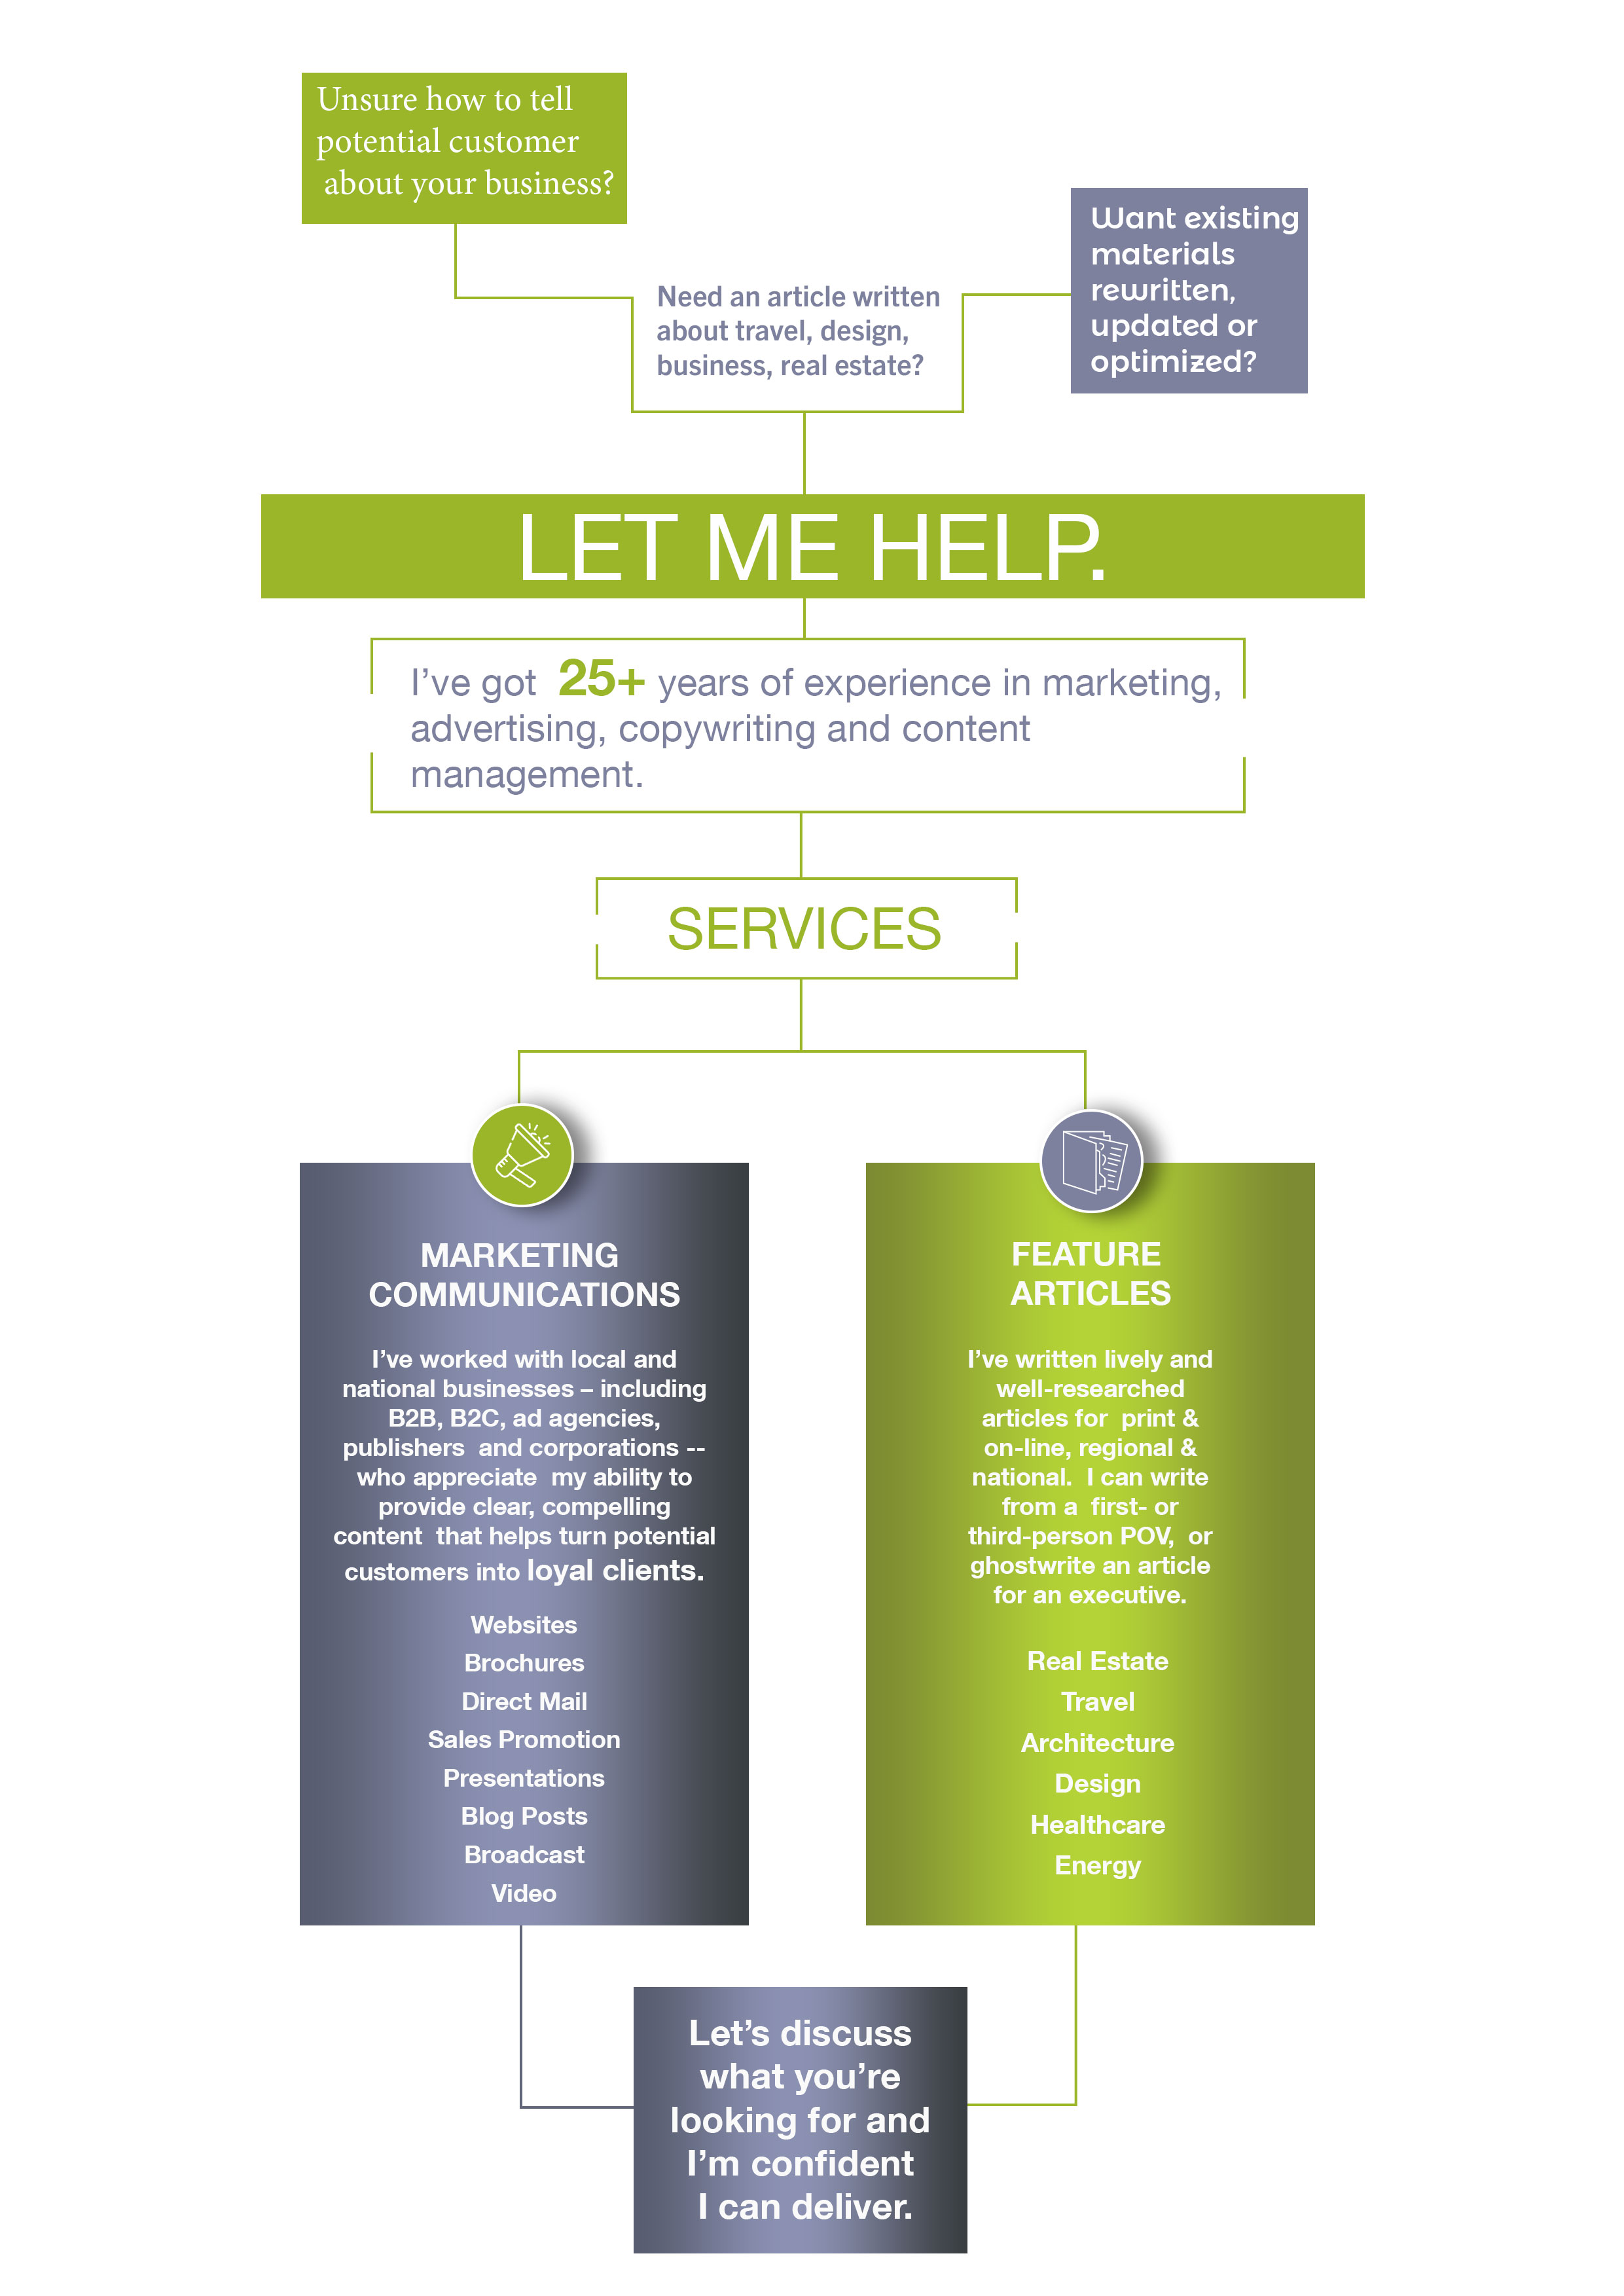 Unsure how to tell
potential customer
about your business?
Want existing
materials
rewritten,
updated or
optimized?
Need an article written
about travel, design,
business, real estate?
LET ME HELP.
I’ve got 25+ years of experience in marketing,
advertising, copywriting and content
management.
SERVICES
MARKETING
COMMUNICATIONS
I’ve worked with local and
national businesses – including
B2B, B2C, ad agencies,
publishers and corporations --
who appreciate my ability to
provide clear, compelling
content that helps turn potential
customers into loyal clients.
Websites
Brochures
Direct Mail
Sales Promotion
Presentations
Blog Posts
Broadcast
Video
FEATURE
ARTICLES
I’ve written lively and
well-researched
articles for print &
on-line, regional &
national. I can write
from a first- or
third-person POV, or
ghostwrite an article
for an executive.
Real Estate
Travel
Architecture
Design
Healthcare
Energy
Let’s discuss
what you’re
looking for and
I’m confident
I can deliver.